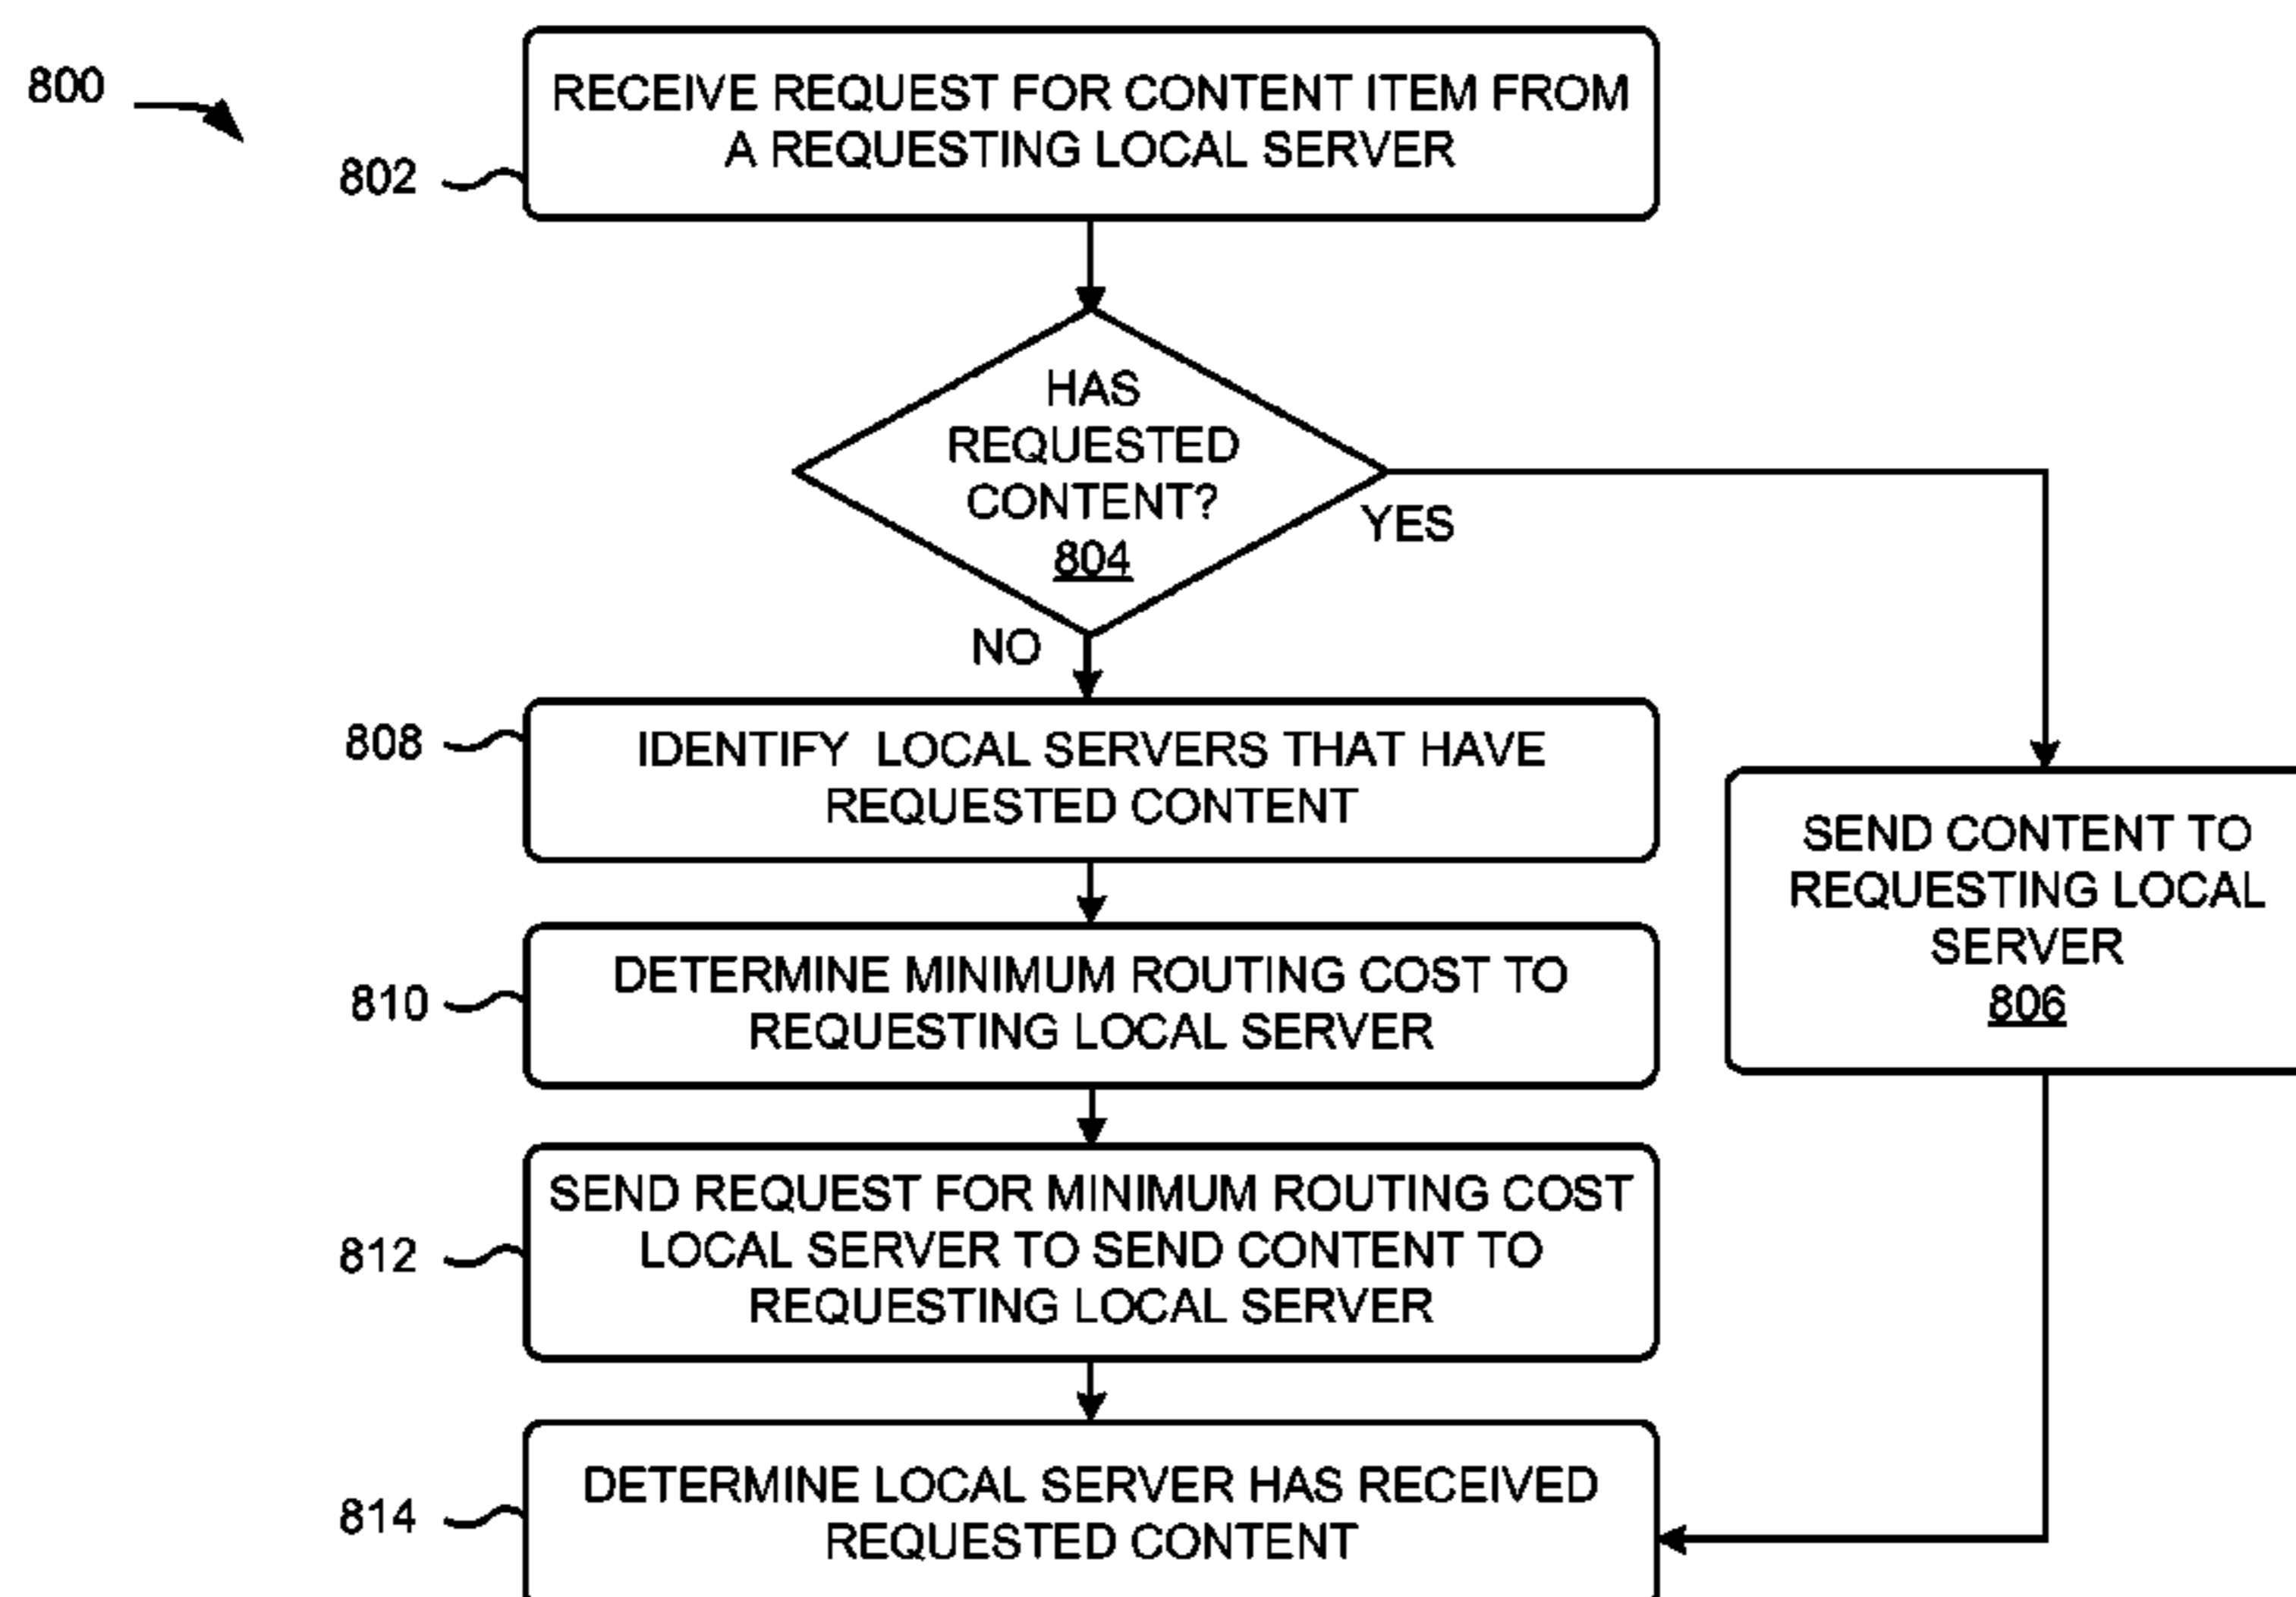 800
RECEIVE REQUEST FOR CONTENT ITEM FROM
A REQUESTING LOCAL SERVER
802
HAS
REQUESTED
CONTENT?
804
YES
NO
808
IDENTIFY LOCAL SERVERS THAT HAVE
REQUESTED CONTENT
SEND CONTENT TO
REQUESTING LOCAL
SERVER
806
810
DETERMINE MINIMUM ROUTING COST TO
REQUESTING LOCAL SERVER
812
SEND REQUEST FOR MINIMUM ROUTING COST
LOCAL SERVER TO SEND CONTENT TO
REQUESTING LOCAL SERVER
814
DETERMINE LOCAL SERVER HAS RECEIVED
REQUESTED CONTENT